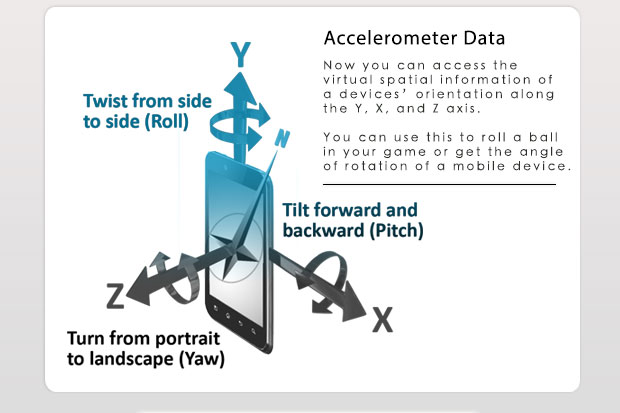 Accelerometer Data
Now you can access the
virtual spatial information of
a devices' orientation along
the Y, X, and Z axis.
You can use this to roll a ball
in your game or get the angle
of rotation of a mobile device.
Y
Twist from side
to side (Roll)
N
Tilt forward and
backward (Pitch)
Z
X
Turn from portrait
to landscape (Yaw)